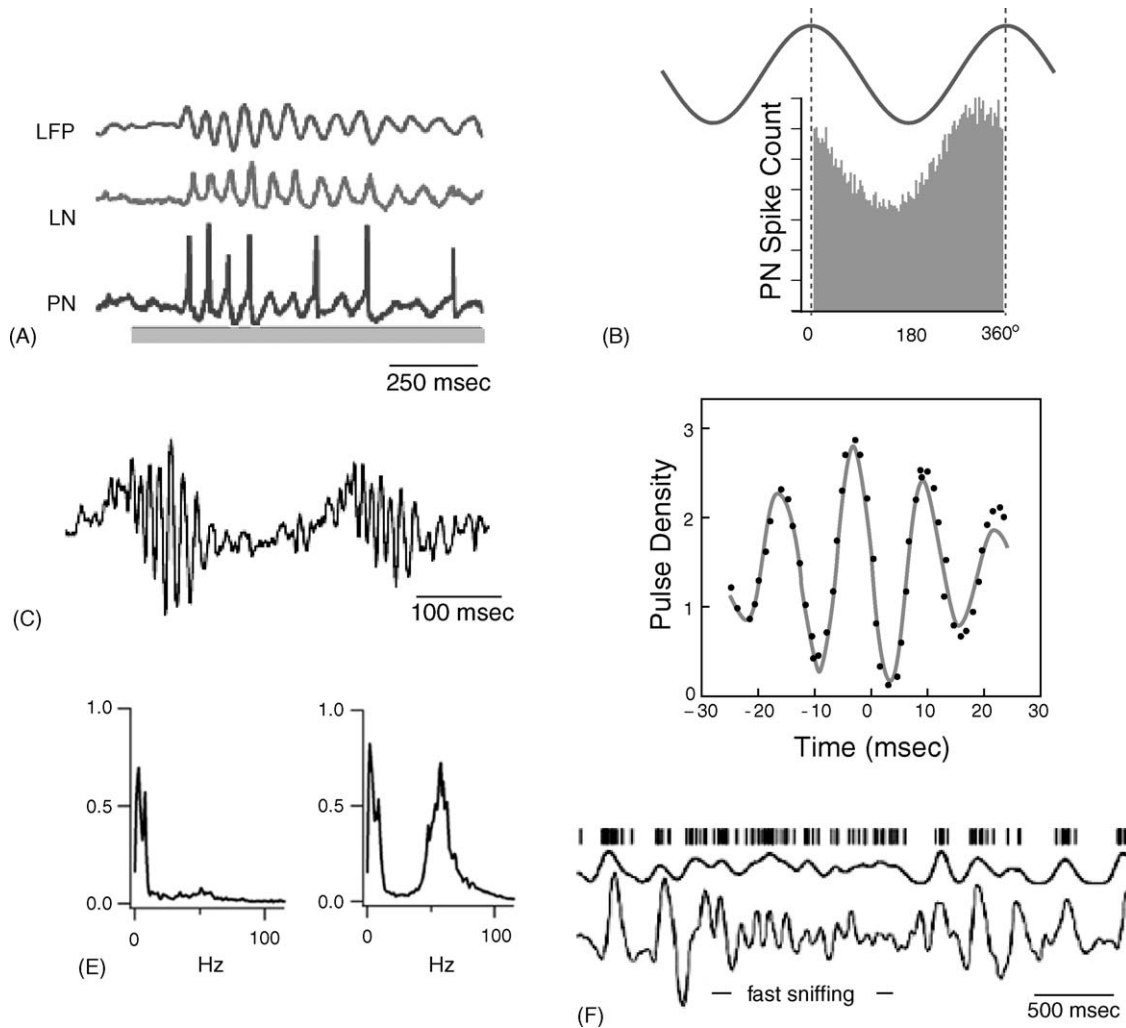 LFP
LN
PN
(A)
250 msec
PN Spike Count
0 180 360°
(B)
(C)
100 msec
Pulse Density
3
2
1
0
-30 -20 -10 0 10 20 30
Time (msec)
1.0
0.5
0.0
0 100
Hz
1.0
0.5
0.0
0 100
Hz
(E)
— fast sniffing —
500 msec
(F)